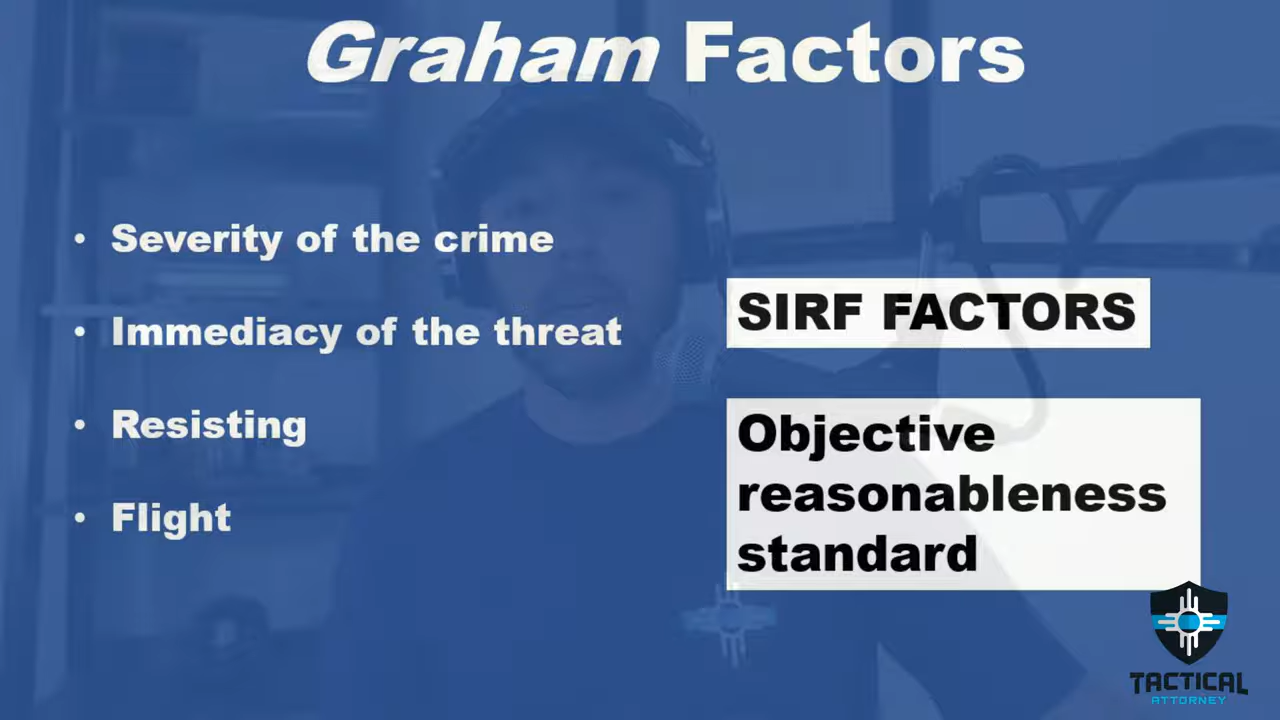 Graham Factors
• Severity of the crime
• Immediacy of the threat
• Resisting
• Flight
SIRF FACTORS
Objective
reasonableness
standard
TACTICAL
ATTORNEY